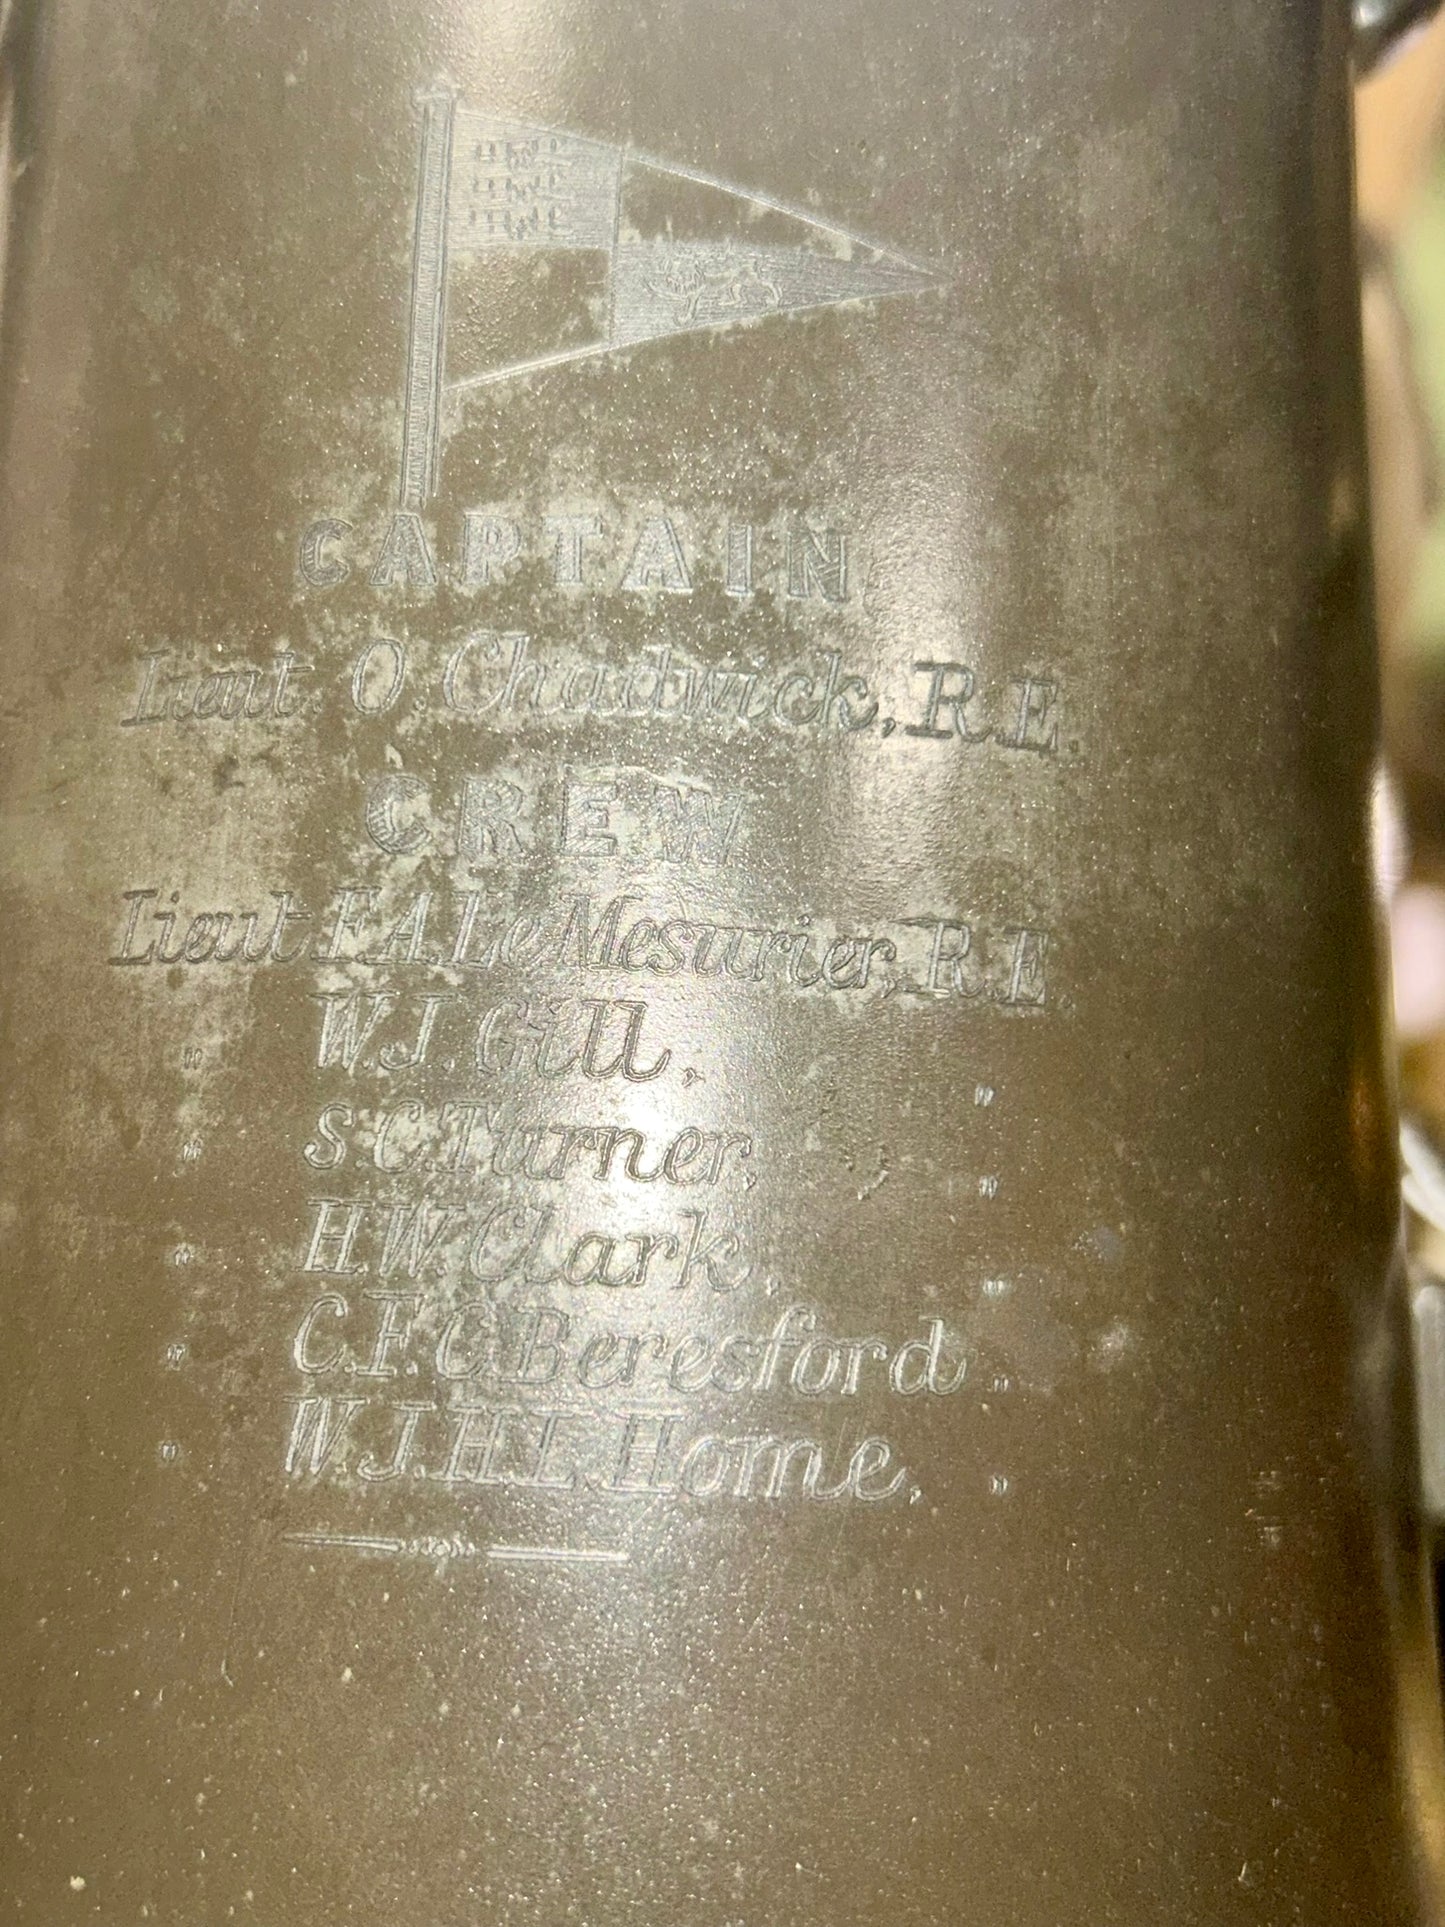 CAPTAIN
Lieut. O. Chadwick, R.E.
CREW
Lieut F.A. Le Mesurier, R.E.
" W.J. Gill, "
" S.C. Turner, "
" H.W. Clark, "
" C.F.C. Beresford "
" W.J.H.I. Home, "